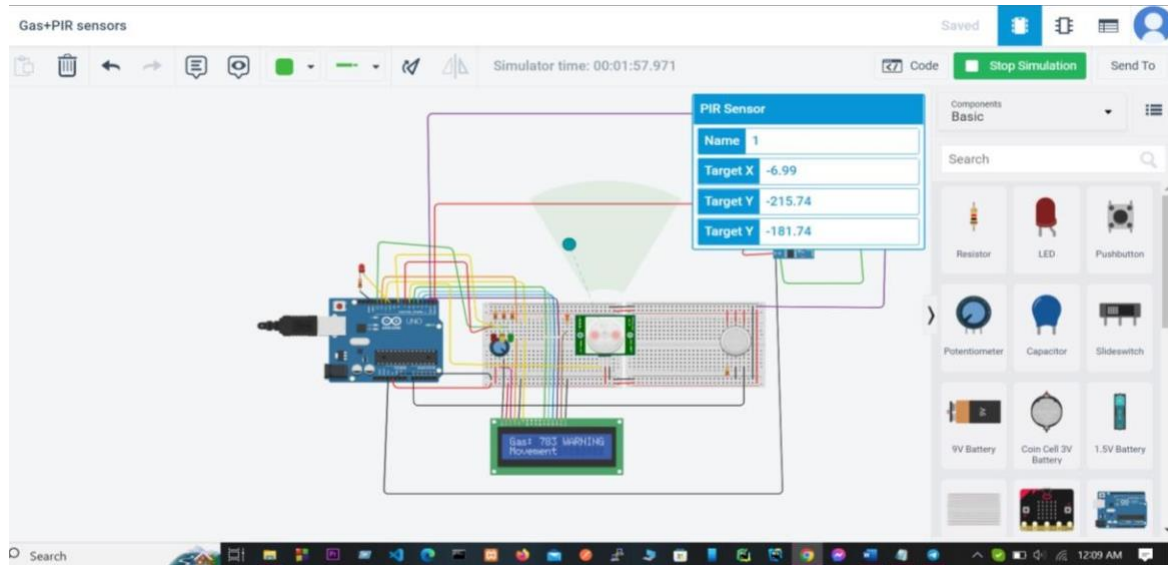 Gas+PIR sensors
Saved
Simulator time: 00:01:57.971
Code
Stop Simulation
Send To
PIR Sensor
Name 1
Target X -6.99
Target Y -215.74
Target Y -181.74
Components
Basic
Search
Resistor
LED
Pushbutton
Potentiometer
Capacitor
Slideswitch
9V Battery
Coin Cell 3V
Battery
1.5V Battery
UNO
Gas: 783 WARNING
Movement
Search
12:09 AM